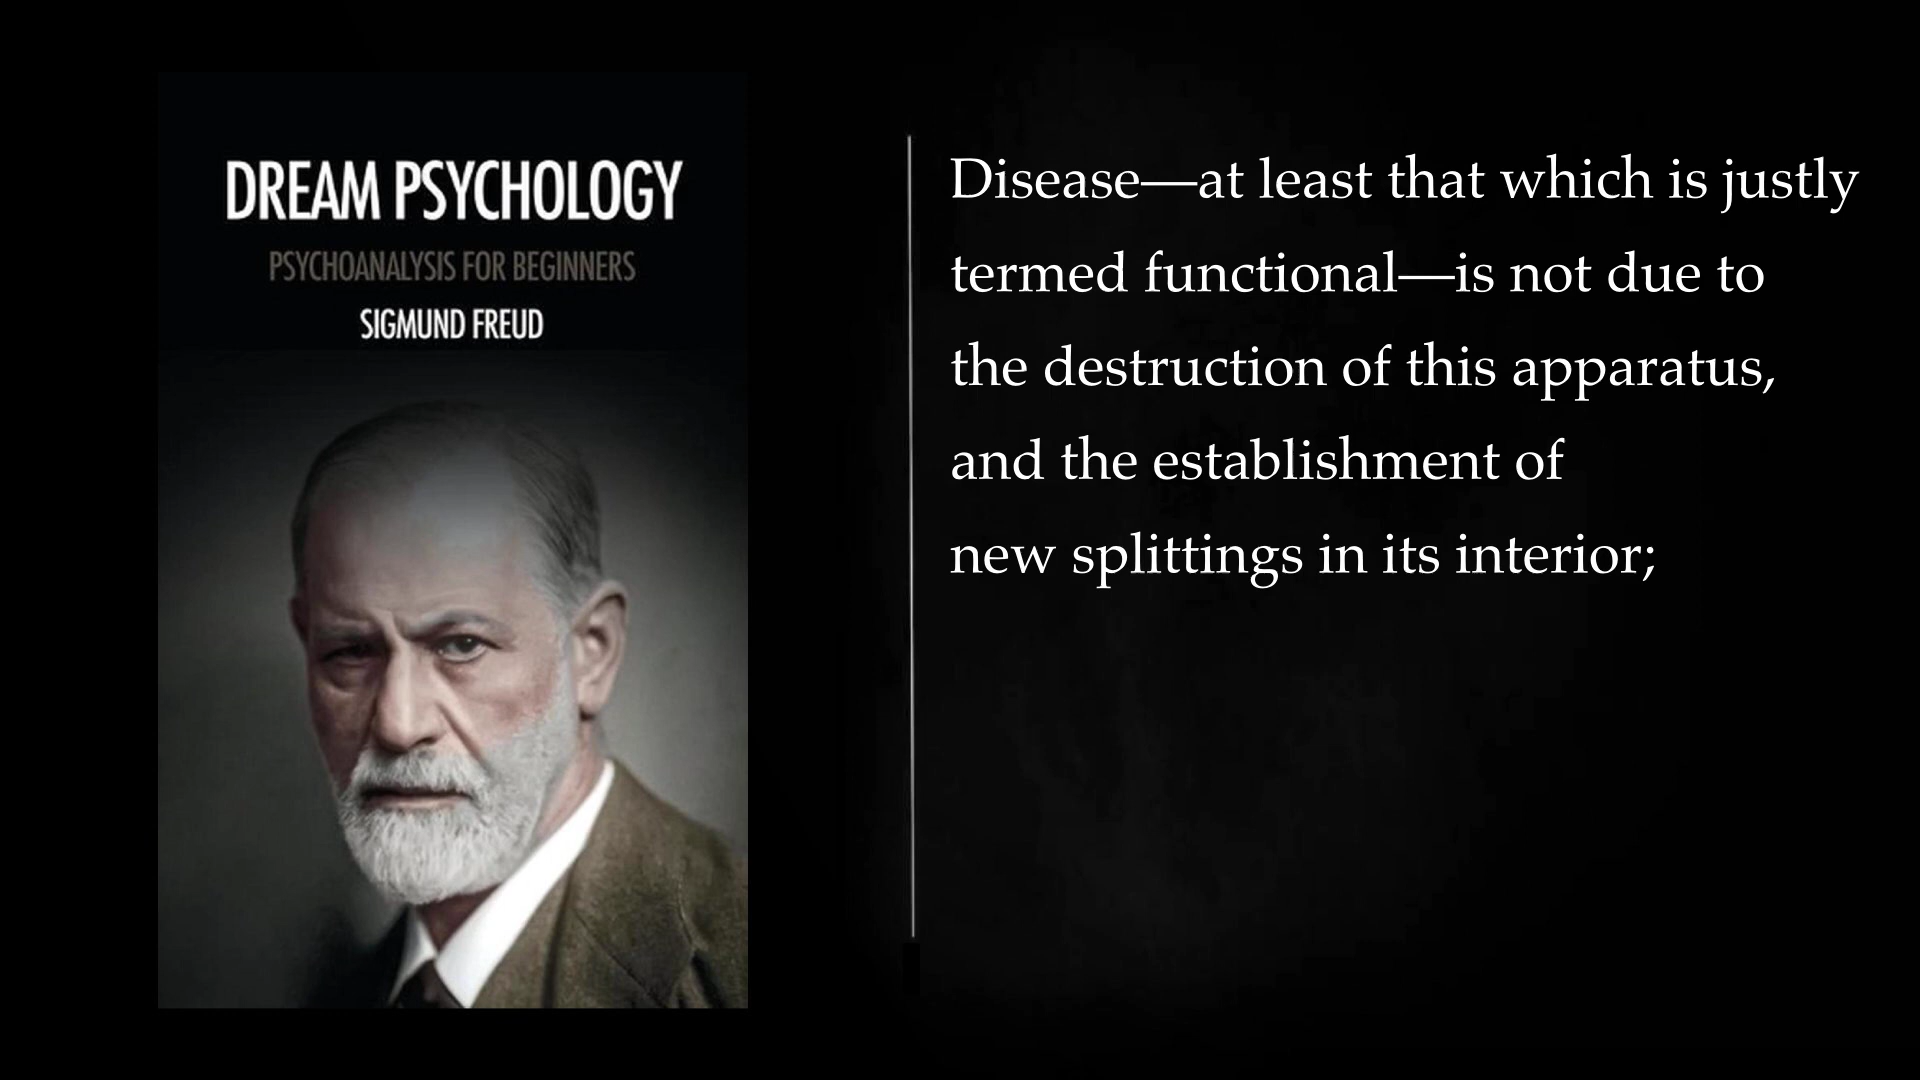 DREAM PSYCHOLOGY
PSYCHOANALYSIS FOR BEGINNERS
SIGMUND FREUD
Disease—at least that which is justly
termed functional—is not due to
the destruction of this apparatus,
and the establishment of
new splittings in its interior;